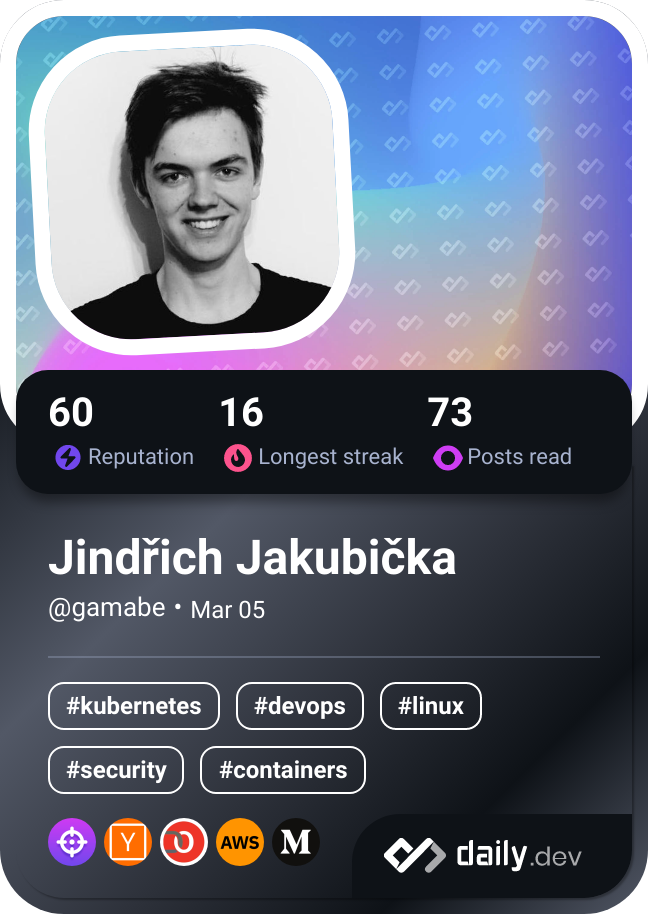 60 16 73
Reputation Longest streak Posts read
Jindřich Jakubička
@gamabe • Mar 05
#kubernetes #devops #linux
#security #containers
Y AWS M
daily.dev